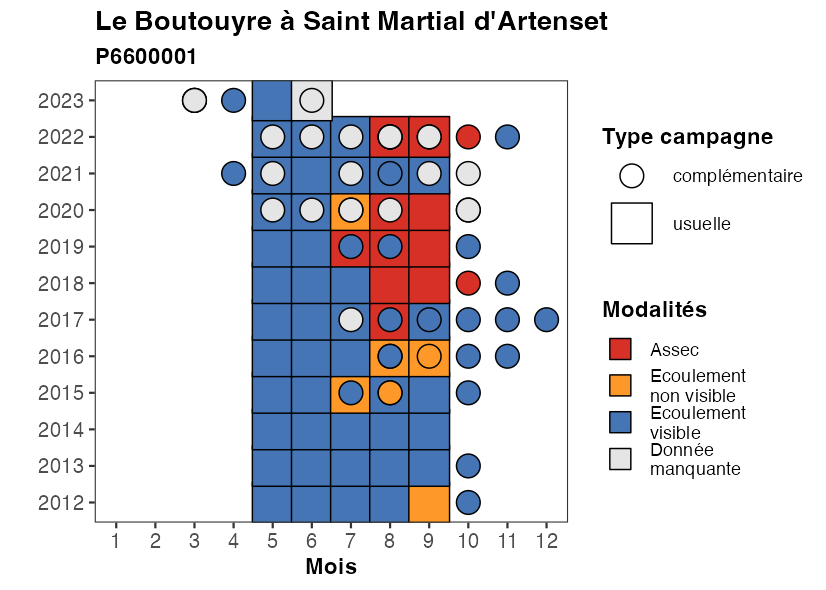 Le Boutouyre à Saint Martial d'Artenset
P6600001
2023
2022
2021
2020
2019
2018
2017
2016
2015
2014
2013
2012
1 2 3 4 5 6 7 8 9 10 11 12
Mois
Type campagne
complémentaire
usuelle
Modalités
Assec
Ecoulement
non visible
Ecoulement
visible
Donnée
manquante